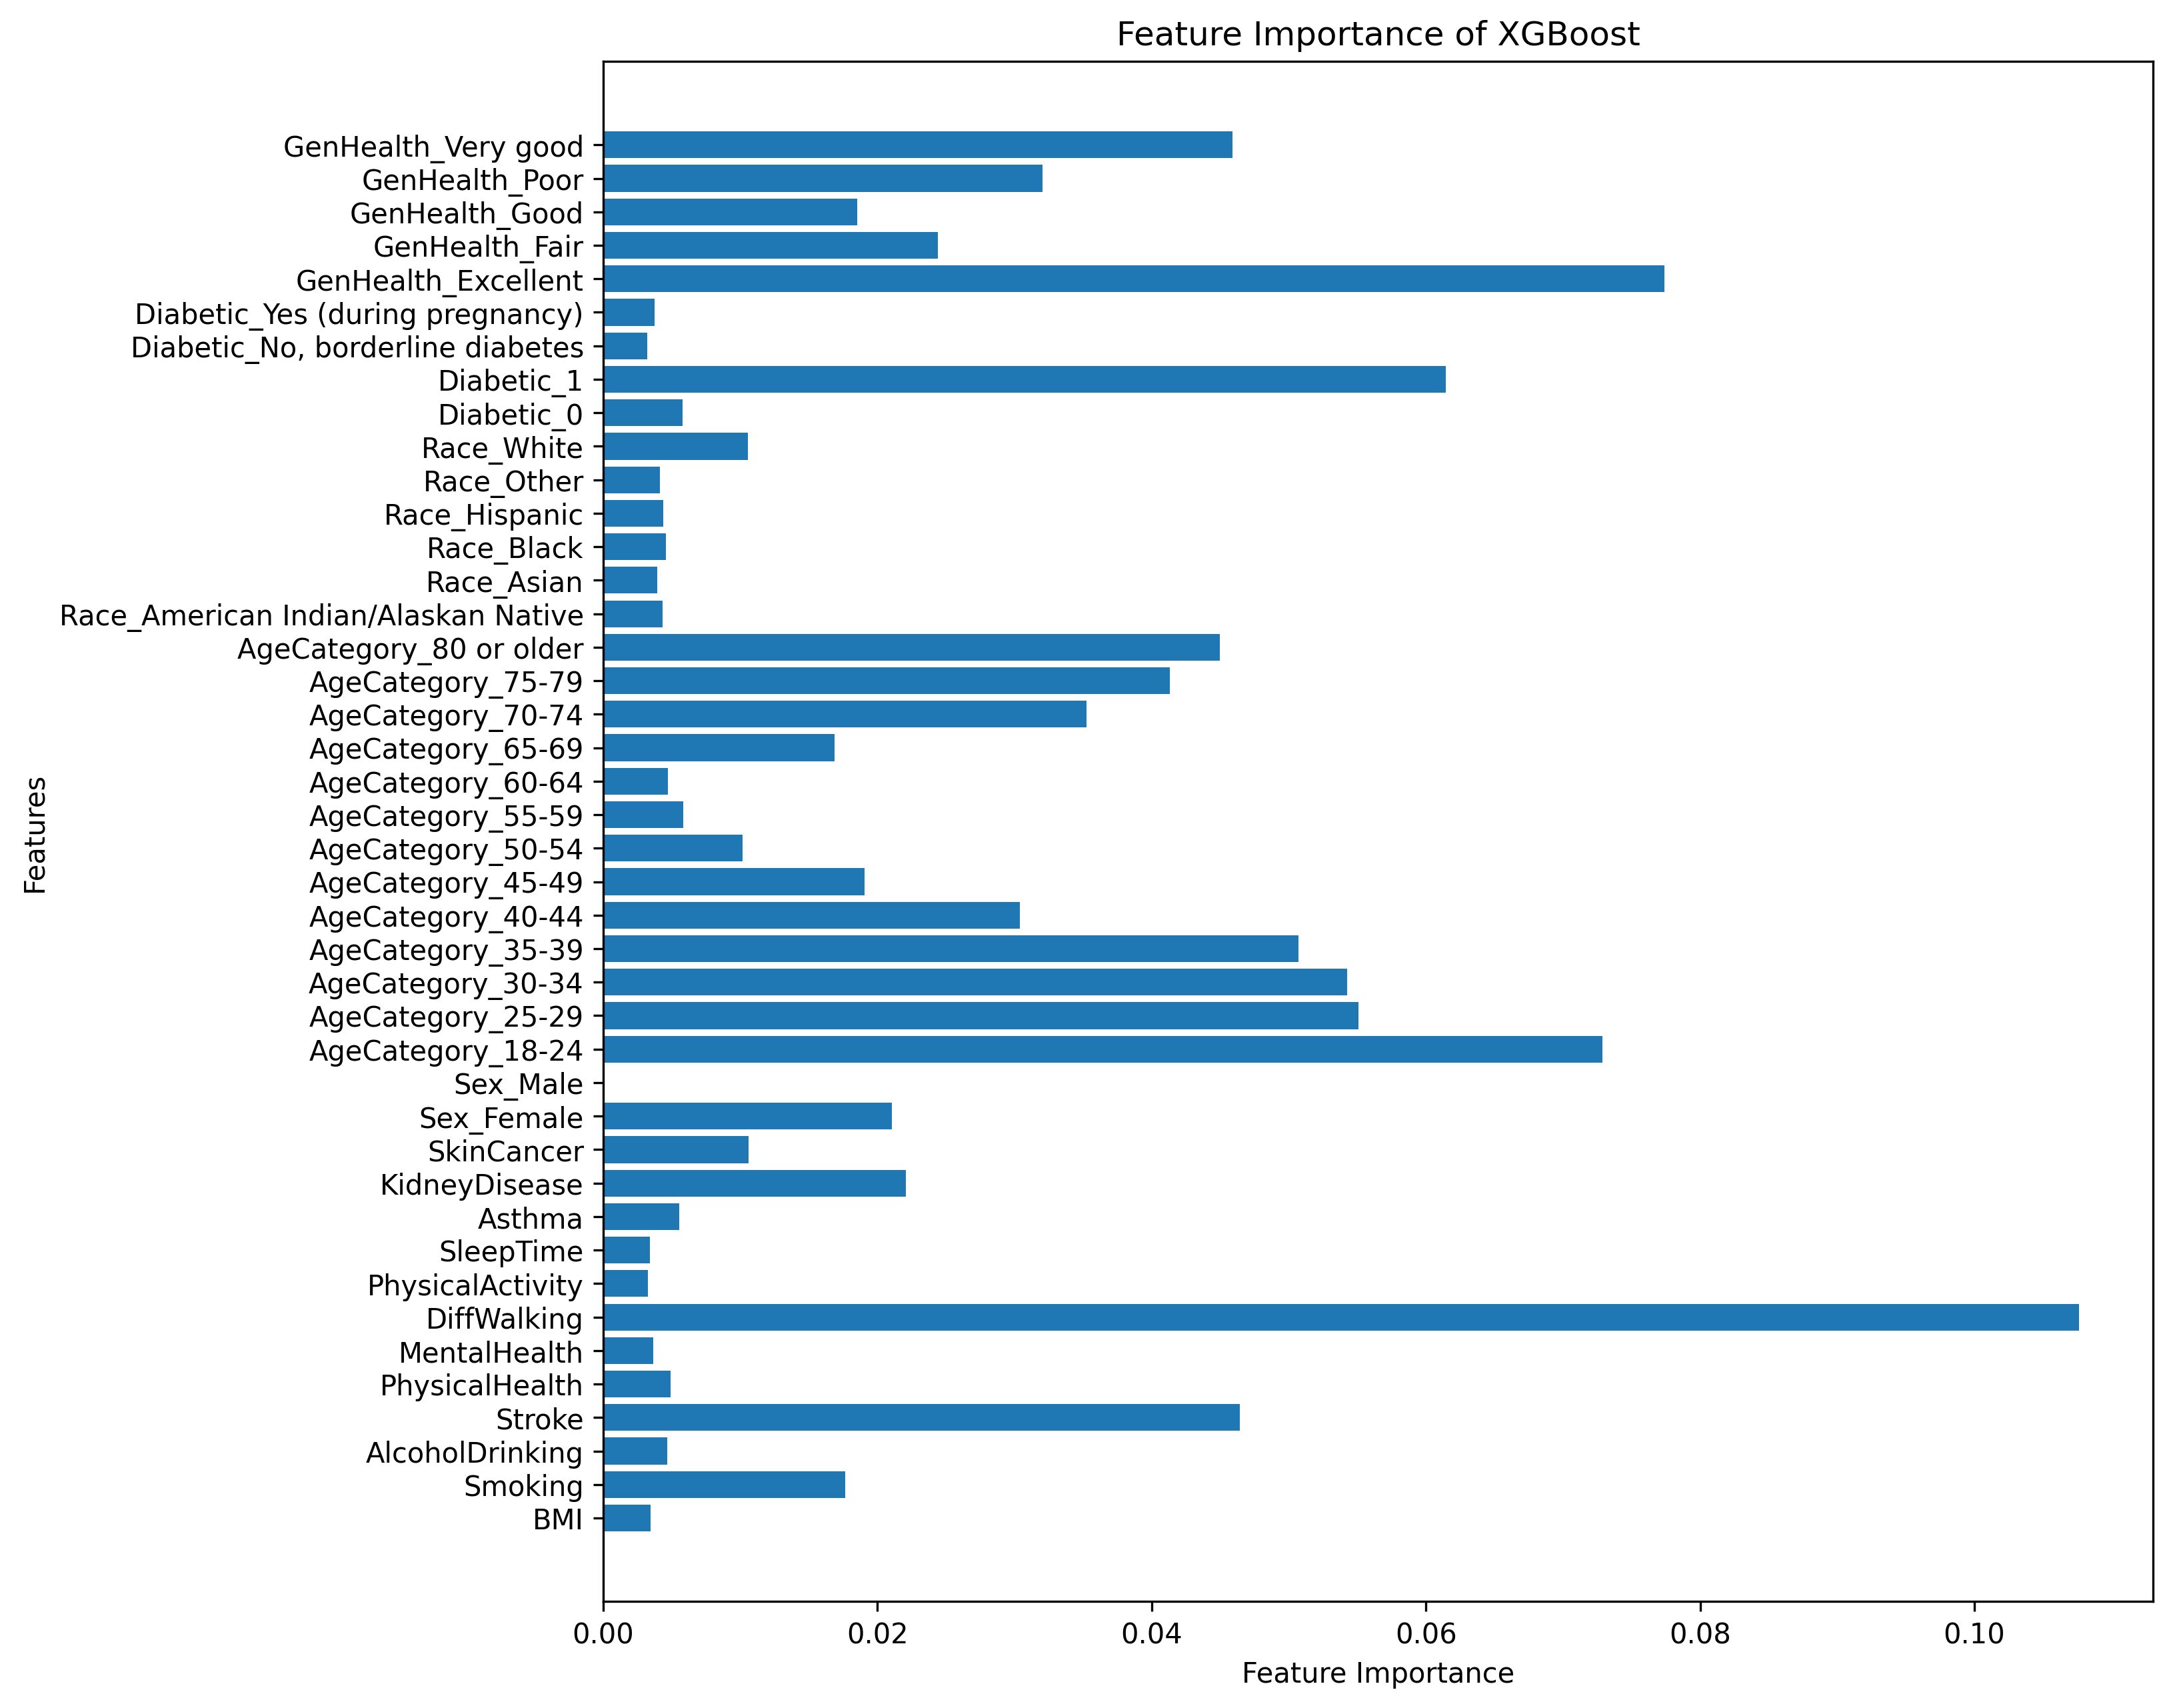 Feature Importance of XGBoost
GenHealth_Very good
GenHealth_Poor
GenHealth_Good
GenHealth_Fair
GenHealth_Excellent
Diabetic_Yes (during pregnancy)
Diabetic_No, borderline diabetes
Diabetic_1
Diabetic_0
Race_White
Race_Other
Race_Hispanic
Race_Black
Race_Asian
Race_American Indian/Alaskan Native
AgeCategory_80 or older
AgeCategory_75-79
AgeCategory_70-74
AgeCategory_65-69
AgeCategory_60-64
AgeCategory_55-59
AgeCategory_50-54
AgeCategory_45-49
AgeCategory_40-44
AgeCategory_35-39
AgeCategory_30-34
AgeCategory_25-29
AgeCategory_18-24
Sex_Male
Sex_Female
SkinCancer
KidneyDisease
Asthma
SleepTime
PhysicalActivity
DiffWalking
MentalHealth
PhysicalHealth
Stroke
AlcoholDrinking
Smoking
BMI
Features
0.00 0.02 0.04 0.06 0.08 0.10
Feature Importance